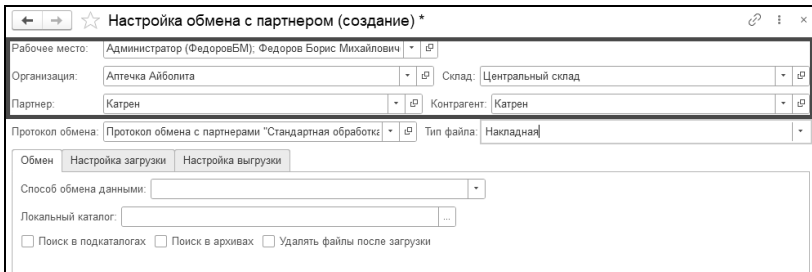 Настройка обмена с партнером (создание) *
Рабочее место: Администратор (ФедоровБМ); Федоров Борис Михайлович
Организация: Аптечка Айболита Склад: Центральный склад
Партнер: Катрен Контрагент: Катрен
Протокол обмена: Протокол обмена с партнерами "Стандартная обработка Тип файла: Накладная
Обмен Настройка загрузки Настройка выгрузки
Способ обмена данными:
Локальный каталог: ...
Поиск в подкаталогах Поиск в архивах Удалять файлы после загрузки